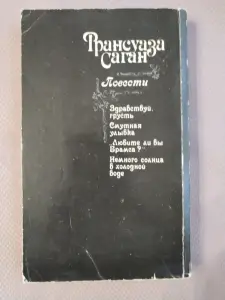 Франсуаза
Саган
Повести
Здравствуй,
грусть
Смутная
улыбка
„Любите ли вы
Брамса?"
Немного солнца
в холодной
воде